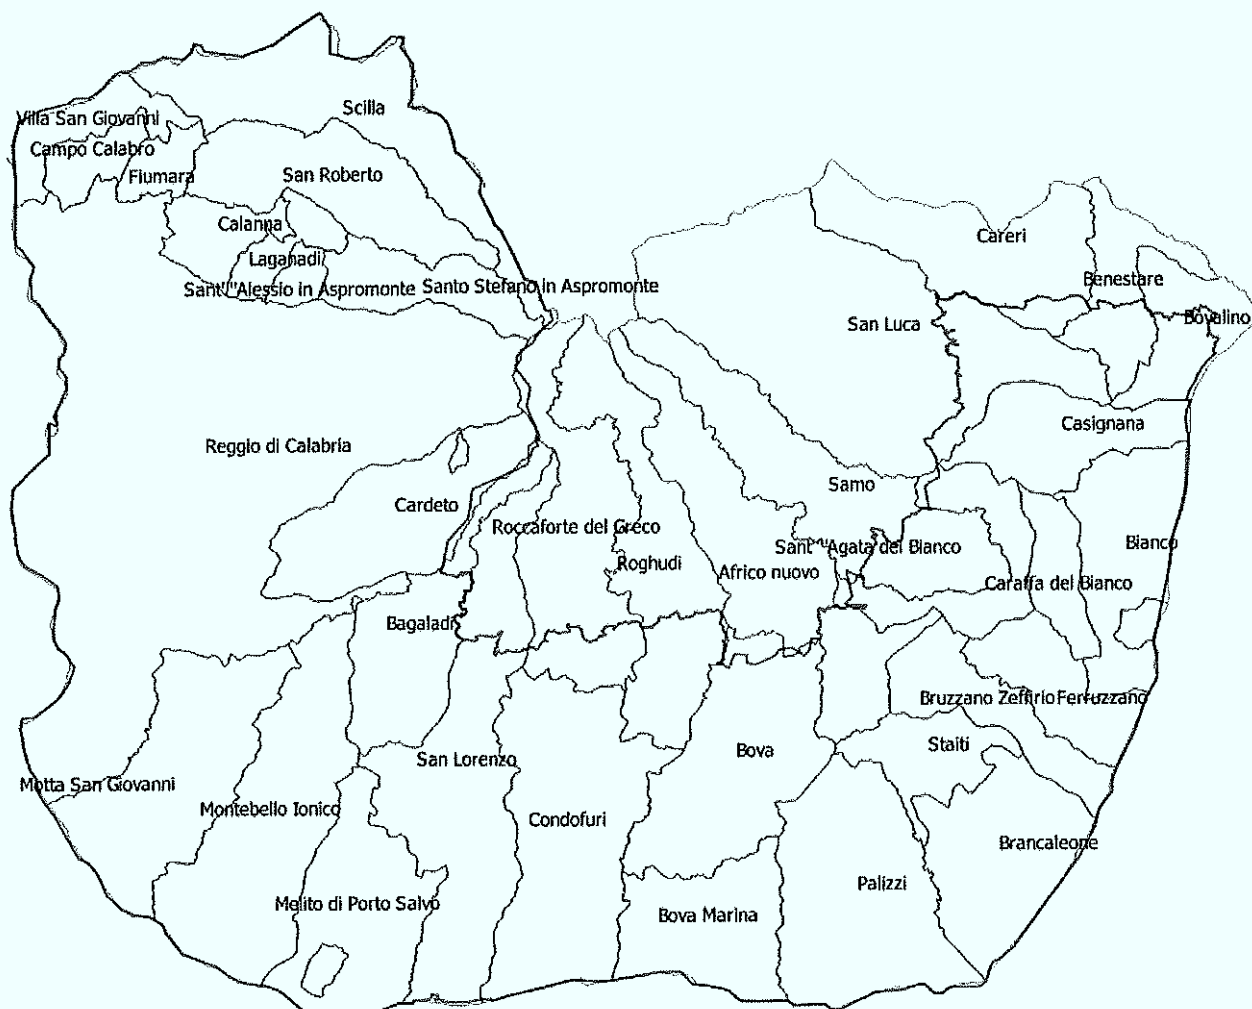 Scilla
Villa San Giovanni
Campo Calabro
Fiumara
San Roberto
Calanna
Careri
Laganadi
Benestare
Sant'"Alessio in Aspromonte
Santo Stefano in Aspromonte
Bovalino
San Luca
Casignana
Reggio di Calabria
Samo
Cardeto
Roccaforte del Greco
Bianco
Sant'"Agata del Bianco
Roghudi
Africo nuovo
Caraffa del Bianco
Bagaladi
Bruzzano Zeffirio
Ferruzzano
Staiti
Bova
San Lorenzo
Motta San Giovanni
Montebello Ionico
Condofuri
Brancaleone
Palizzi
Melito di Porto Salvo
Bova Marina